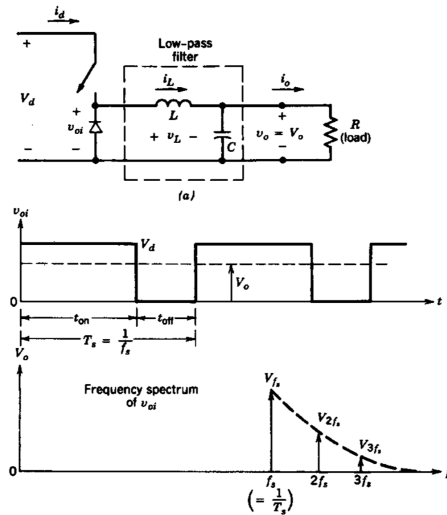 i_d
Low-pass
filter
+
V_d
−
+
v_oi
−
i_L
L
+ v_L −
C
i_o
+
v_o = V_o
−
R
(load)
(a)
v_oi
V_d
V_o
0
t
t_on
t_off
T_s = 1/f_s
V_o
Frequency spectrum
of v_oi
V_fs
V_2fs
V_3fs
0
f_s
2f_s
3f_s
(= 1/T_s)